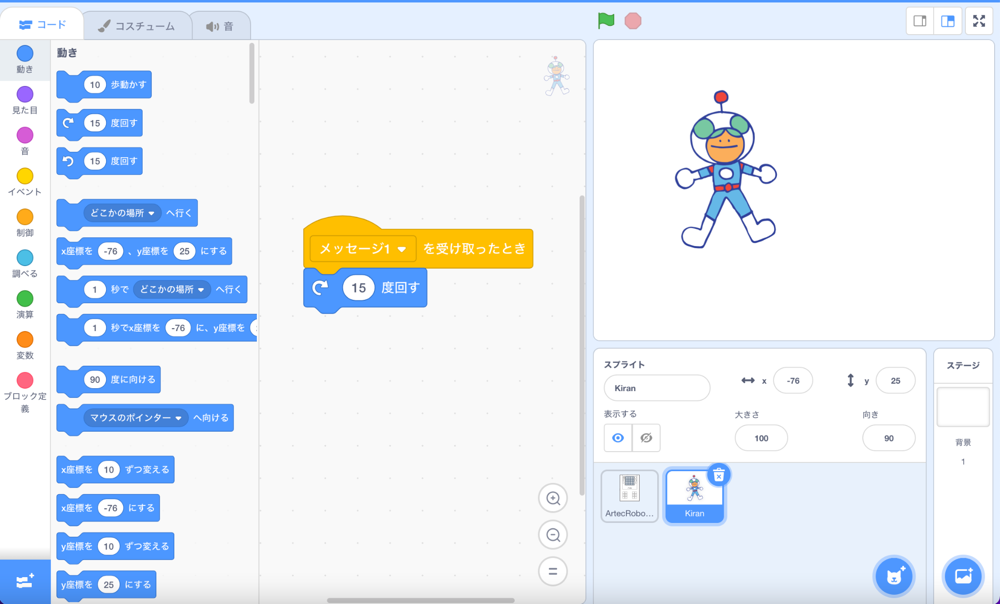 コード
コスチューム
音
動き
見た目
音
イベント
制御
調べる
演算
変数
ブロック定
義
動き
10 歩動かす
15 度回す
15 度回す
どこかの場所 へ行く
x座標を -76 、y座標を 25 にする
1 秒で どこかの場所 へ行く
1 秒でx座標を -76 に、y座標を
90 度に向ける
マウスのポインター へ向ける
x座標を 10 ずつ変える
x座標を -76 にする
y座標を 10 ずつ変える
y座標を 25 にする
メッセージ1 を受け取ったとき
15 度回す
スプライト
Kiran
x -76
y 25
表示する
大きさ
100
向き
90
ArtecRobo...
Kiran
ステージ
背景
1